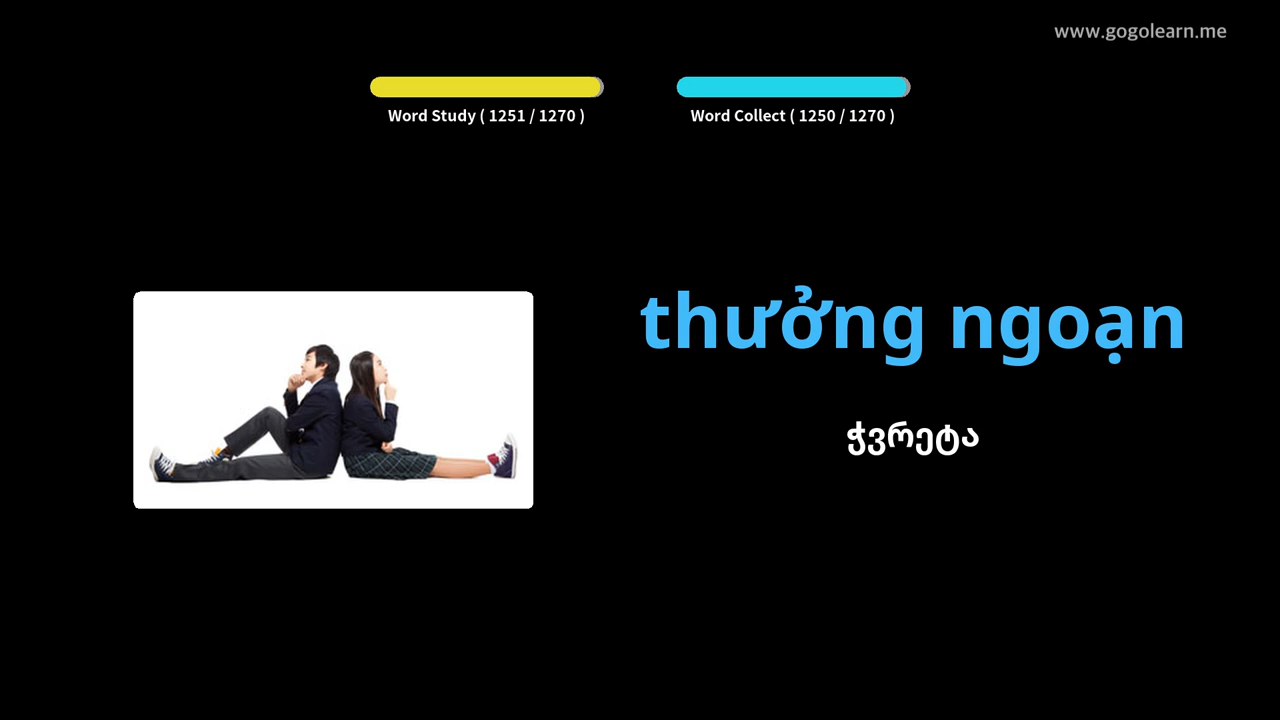 www.gogolearn.me
Word Study ( 1251 / 1270 )
Word Collect ( 1250 / 1270 )
thưởng ngoạn
ჭვრეტა